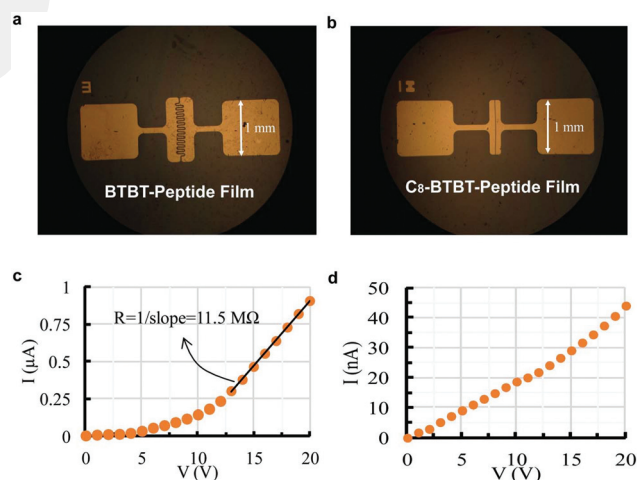 a
b
1 mm
BTBT-Peptide Film
1 mm
C8-BTBT-Peptide Film
c
1
0.75
0.5
0.25
0
I (μA)
R=1/slope=11.5 MΩ
0 5 10 15 20
V (V)
d
50
40
30
20
10
0
I (nA)
0 5 10 15 20
V (V)